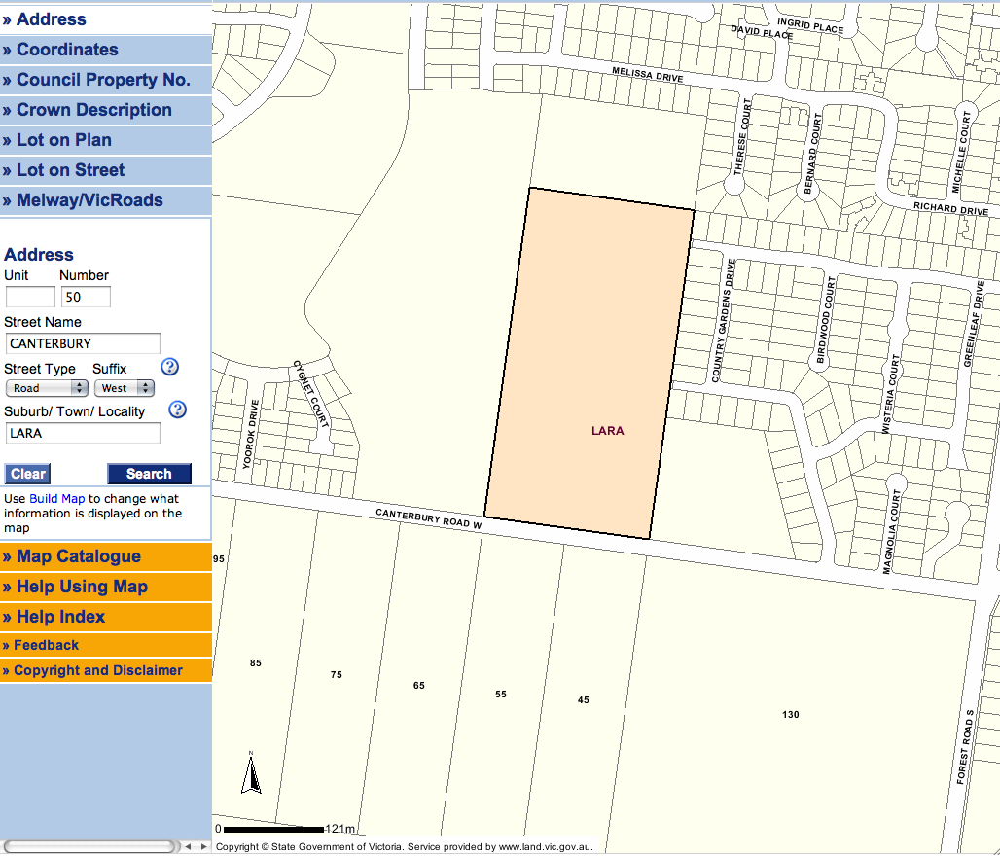 » Address
» Coordinates
» Council Property No.
» Crown Description
» Lot on Plan
» Lot on Street
» Melway/VicRoads
Address
Unit Number
50
Street Name
CANTERBURY
Street Type Suffix ?
Road West
Suburb/ Town/ Locality ?
LARA
Clear Search
Use Build Map to change what
information is displayed on the
map
» Map Catalogue
» Help Using Map
» Help Index
» Feedback
» Copyright and Disclaimer
INGRID PLACE
DAVID PLACE
MELISSA DRIVE
THERESE COURT
BERNARD COURT
MICHELLE COURT
RICHARD DRIVE
COUNTRY GARDENS DRIVE
BIRDWOOD COURT
GREENLEAF DRIVE
WISTERIA COURT
CYGNET COURT
YOOROK DRIVE
LARA
MAGNOLIA COURT
CANTERBURY ROAD W
95
85
75
65
55
45
130
FOREST ROAD S
N
0 121m
Copyright © State Government of Victoria. Service provided by www.land.vic.gov.au.